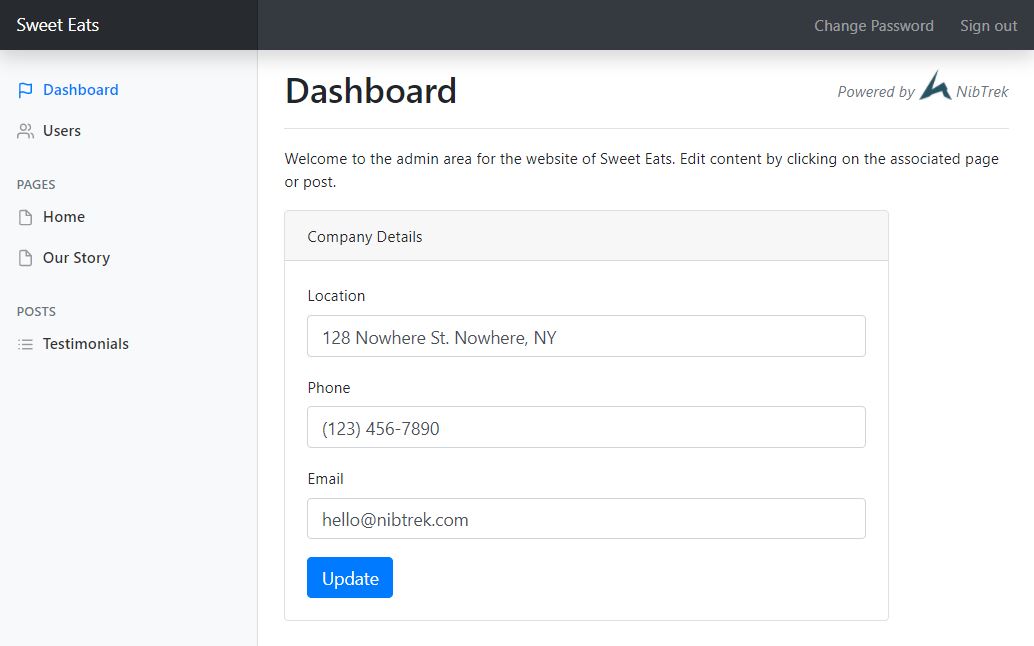 Sweet Eats
Change Password
Sign out
Dashboard
Users
PAGES
Home
Our Story
POSTS
Testimonials
Dashboard
Powered by NibTrek
Welcome to the admin area for the website of Sweet Eats. Edit content by clicking on the associated page
or post.
Company Details
Location
128 Nowhere St. Nowhere, NY
Phone
(123) 456-7890
Email
hello@nibtrek.com
Update